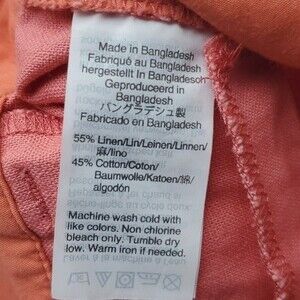 Made in Bangladesh
Fabriqué au Bangladesh
hergestellt In Bangladesh
Geproduceerd in
Bangladesh
バングラデシュ製
Fabricado en Bangladesh
55% Linen/Lin/Leinen/Linnen/
麻/lino
45% Cotton/Coton/
Baumwolle/Katoen/綿/
algodón
Machine wash cold with
like colors. Non chlorine
bleach only. Tumble dry
low. Warm iron if needed.